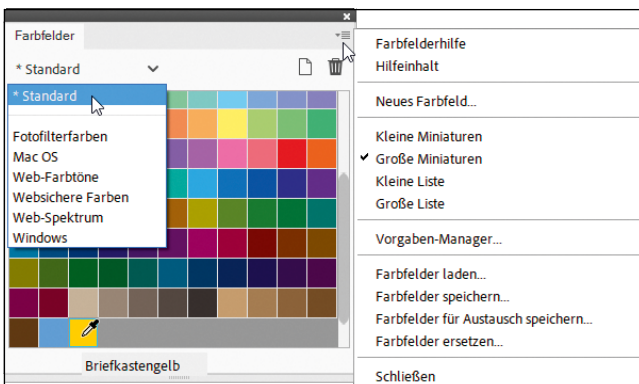 Farbfelder
* Standard
* Standard
Fotofilterfarben
Mac OS
Web-Farbtöne
Websichere Farben
Web-Spektrum
Windows
Briefkastengelb
Farbfelderhilfe
Hilfeinhalt
Neues Farbfeld...
Kleine Miniaturen
Große Miniaturen
Kleine Liste
Große Liste
Vorgaben-Manager...
Farbfelder laden...
Farbfelder speichern...
Farbfelder für Austausch speichern...
Farbfelder ersetzen...
Schließen